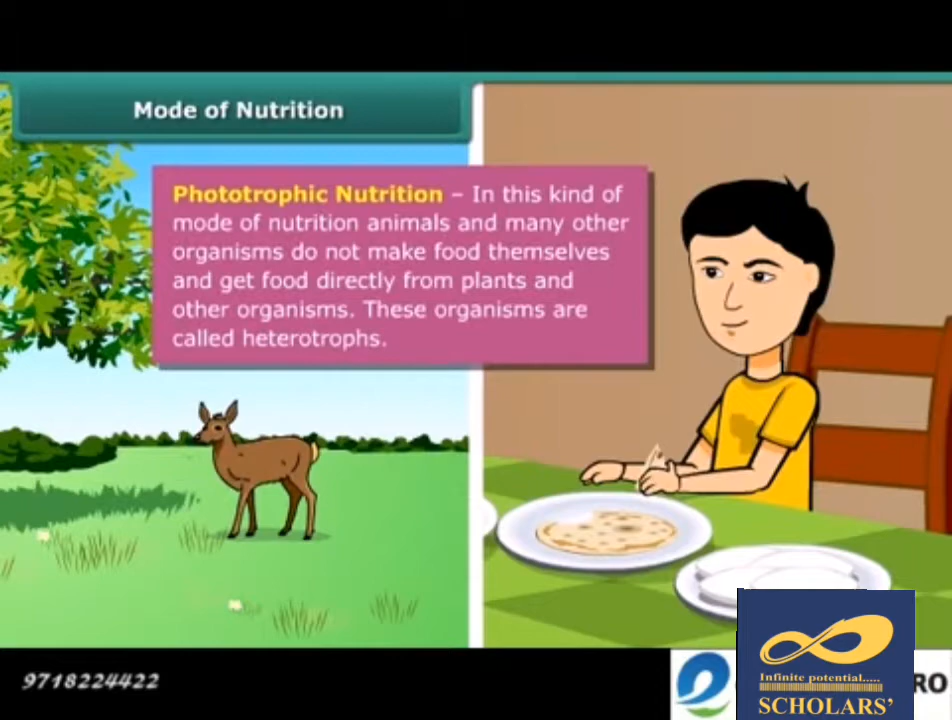 Mode of Nutrition
Phototrophic Nutrition – In this kind of
mode of nutrition animals and many other
organisms do not make food themselves
and get food directly from plants and
other organisms. These organisms are
called heterotrophs.
9718224422
RO
Infinite potential.....
SCHOLARS'